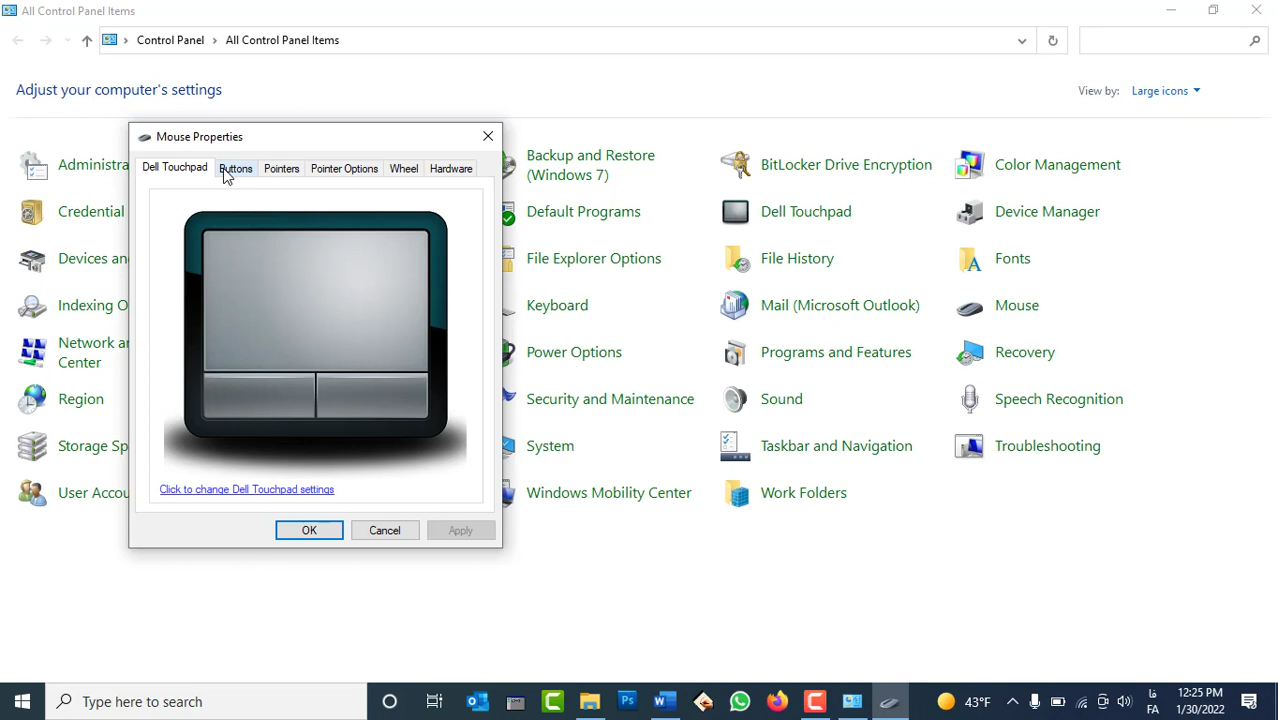 All Control Panel Items
Control Panel
All Control Panel Items
Adjust your computer's settings
View by: Large icons
Mouse Properties
Dell Touchpad
Buttons
Pointers
Pointer Options
Wheel
Hardware
Click to change Dell Touchpad settings
OK
Cancel
Apply
Backup and Restore
(Windows 7)
BitLocker Drive Encryption
Color Management
Credential
Default Programs
Dell Touchpad
Device Manager
Devices
File Explorer Options
File History
Fonts
Indexing
Keyboard
Mail (Microsoft Outlook)
Mouse
Network
Center
Power Options
Programs and Features
Recovery
Region
Security and Maintenance
Sound
Speech Recognition
Storage
System
Taskbar and Navigation
Troubleshooting
User
Windows Mobility Center
Work Folders
Type here to search
43°F
فا
FA
12:25 PM
1/30/2022